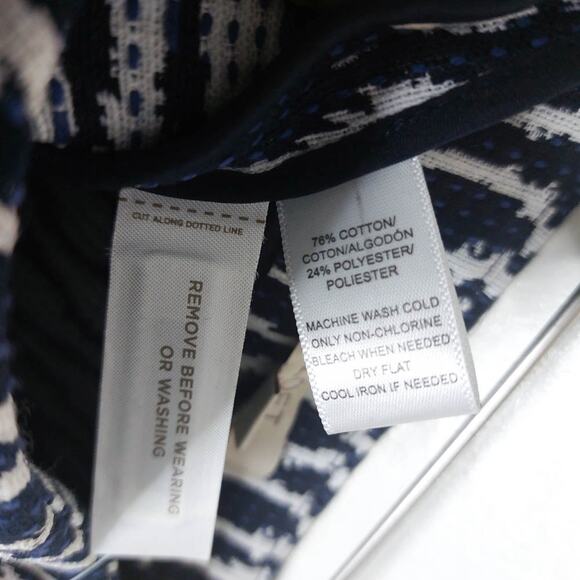 CUT ALONG DOTTED LINE
REMOVE BEFORE WEARING
OR WASHING
76% COTTON/
COTON/ALGODÓN
24% POLYESTER/
POLIESTER
MACHINE WASH COLD
ONLY NON-CHLORINE
BLEACH WHEN NEEDED
DRY FLAT
COOL IRON IF NEEDED